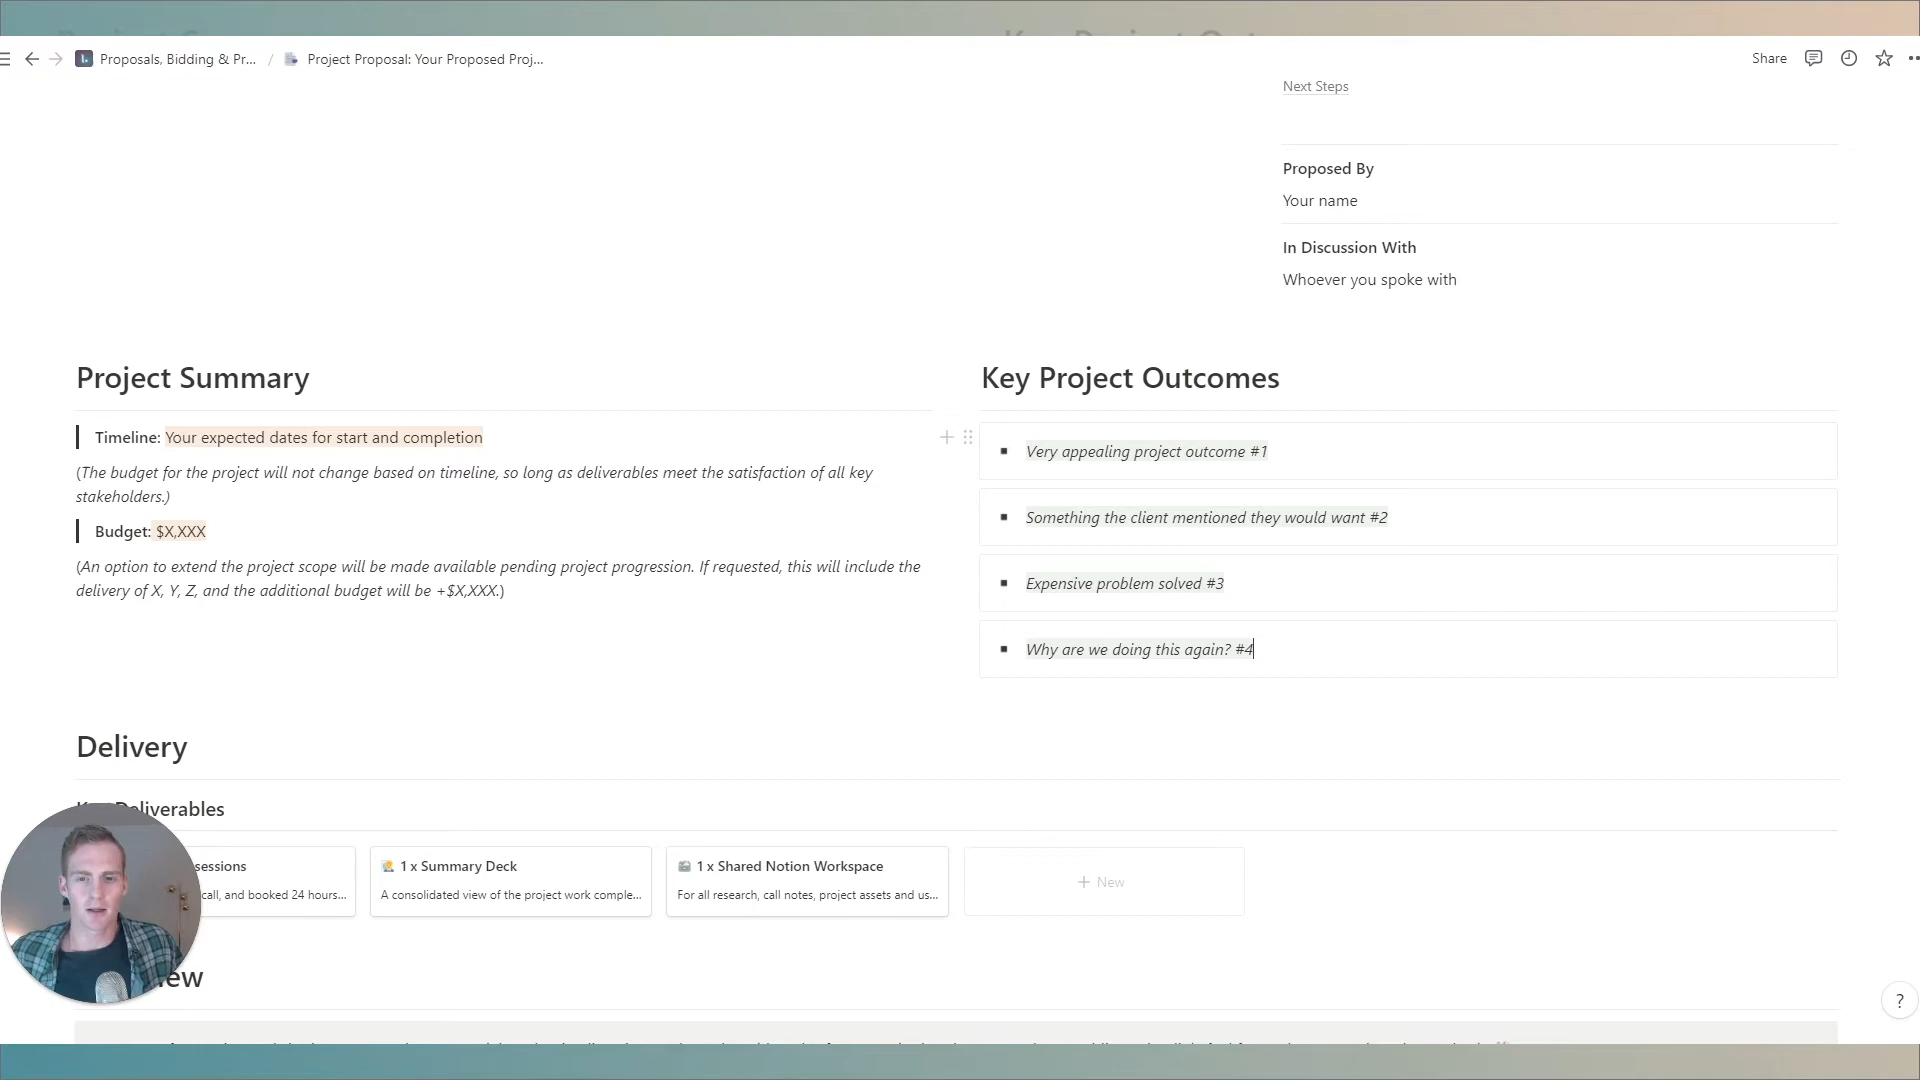 Proposals, Bidding & Pr... / Project Proposal: Your Proposed Proj...
Share
Next Steps
Proposed By
Your name
In Discussion With
Whoever you spoke with
Project Summary
Timeline: Your expected dates for start and completion
(The budget for the project will not change based on timeline, so long as deliverables meet the satisfaction of all key
stakeholders.)
Budget: $X,XXX
(An option to extend the project scope will be made available pending project progression. If requested, this will include the
delivery of X, Y, Z, and the additional budget will be +$X,XXX.)
Key Project Outcomes
Very appealing project outcome #1
Something the client mentioned they would want #2
Expensive problem solved #3
Why are we doing this again? #4
Delivery
Deliverables
sessions
call, and booked 24 hours...
1 x Summary Deck
A consolidated view of the project work comple...
1 x Shared Notion Workspace
For all research, call notes, project assets and us...
+ New
?